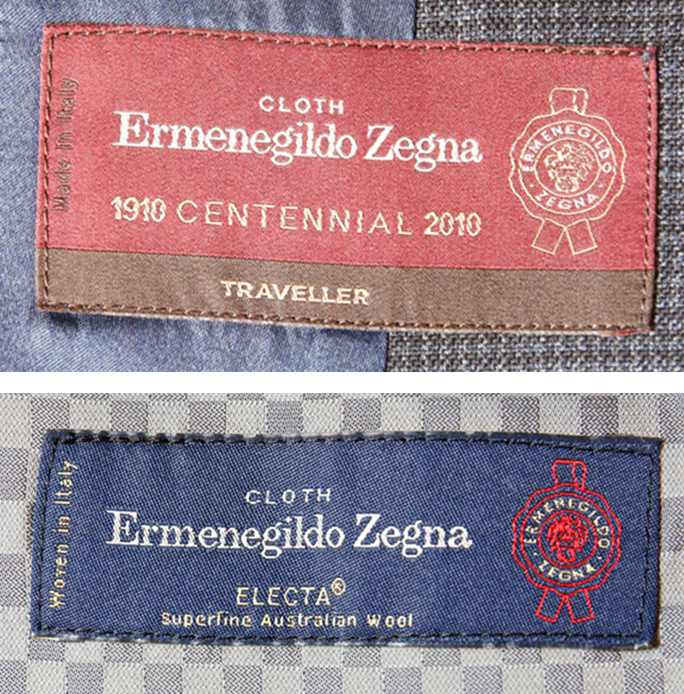 Made in Italy
CLOTH
Ermenegildo Zegna
1910 CENTENNIAL 2010
TRAVELLER
ERMENEGILDO
· ZEGNA ·
Woven in Italy
CLOTH
Ermenegildo Zegna
ELECTA®
Superfine Australian Wool
ERMENEGILDO
· ZEGNA ·